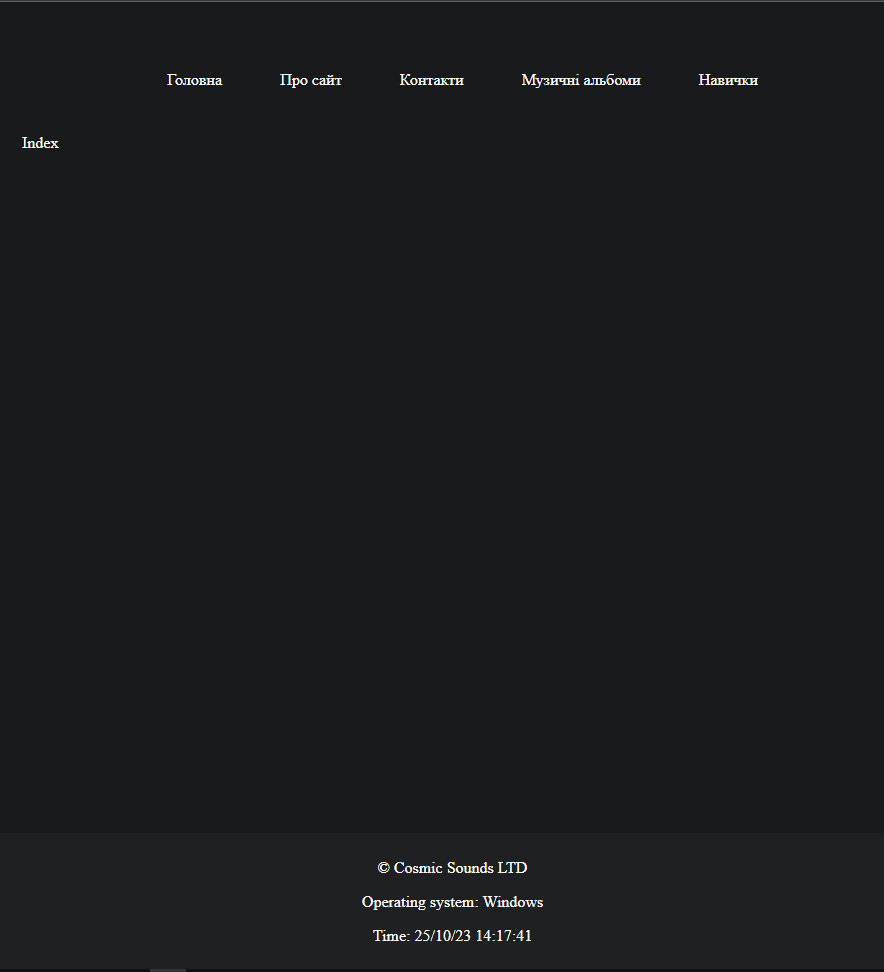 Головна Про сайт Контакти Музичні альбоми Навички
Index
© Cosmic Sounds LTD
Operating system: Windows
Time: 25/10/23 14:17:41